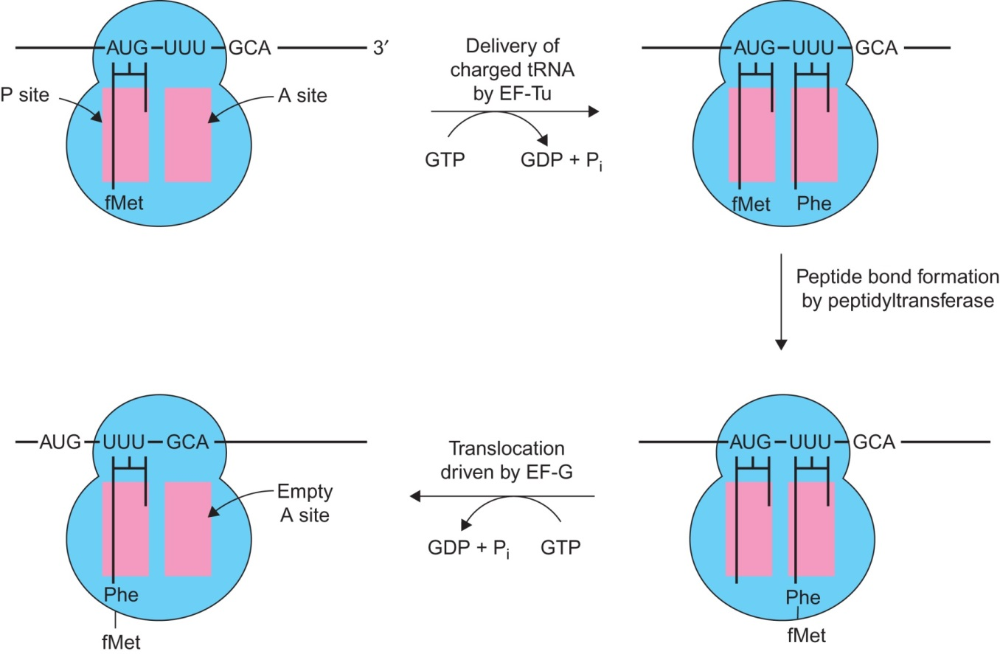 AUG UUU GCA 3′
P site
A site
fMet
Delivery of
charged tRNA
by EF-Tu
GTP
GDP + Pi
AUG UUU GCA
fMet Phe
Peptide bond formation
by peptidyltransferase
AUG UUU GCA
Phe
fMet
Translocation
driven by EF-G
GDP + Pi
GTP
AUG UUU GCA
Empty
A site
Phe
fMet